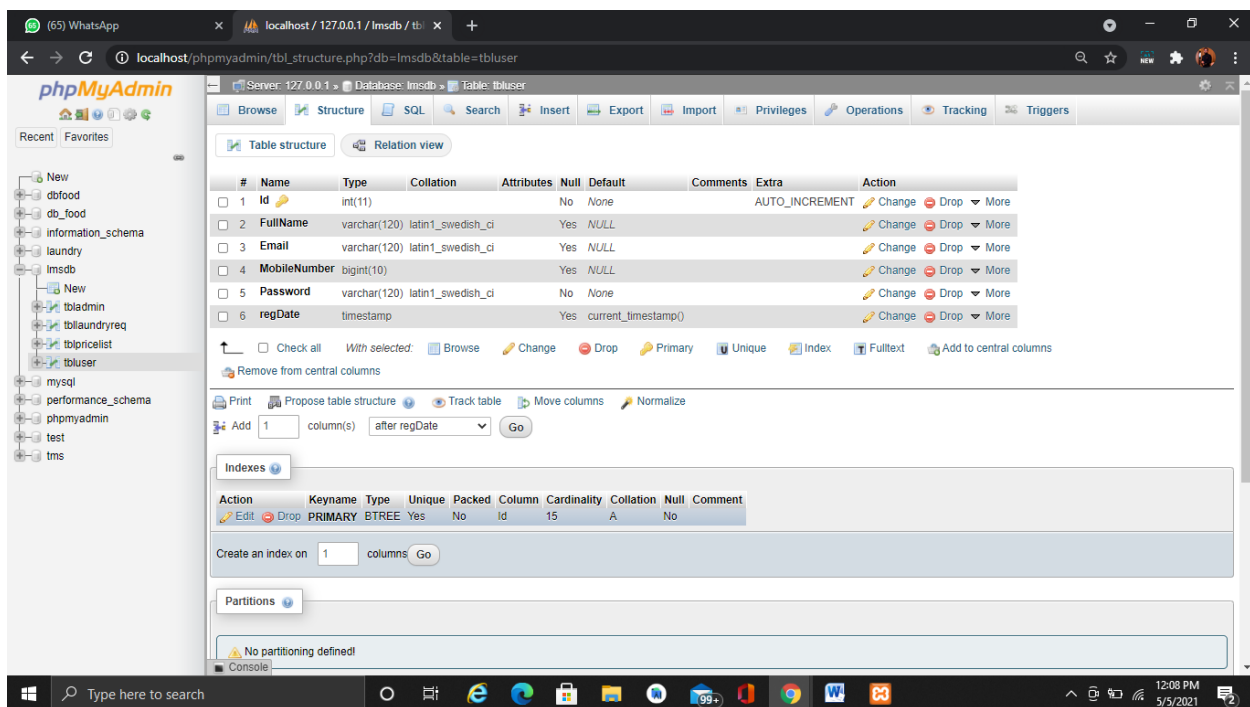 (65) WhatsApp
localhost / 127.0.0.1 / lmsdb / tbl
localhost/phpmyadmin/tbl_structure.php?db=lmsdb&table=tbluser
NEW
phpMyAdmin
Recent Favorites
New
dbfood
db_food
information_schema
laundry
lmsdb
New
tbladmin
tbllaundryreq
tblpricelist
tbluser
mysql
performance_schema
phpmyadmin
test
tms
Server: 127.0.0.1 » Database: lmsdb » Table: tbluser
Browse Structure SQL Search Insert Export Import Privileges Operations Tracking Triggers
Table structure Relation view
# Name Type Collation Attributes Null Default Comments Extra Action
1 Id int(11) No None AUTO_INCREMENT Change Drop More
2 FullName varchar(120) latin1_swedish_ci Yes NULL Change Drop More
3 Email varchar(120) latin1_swedish_ci Yes NULL Change Drop More
4 MobileNumber bigint(10) Yes NULL Change Drop More
5 Password varchar(120) latin1_swedish_ci No None Change Drop More
6 regDate timestamp Yes current_timestamp() Change Drop More
Check all With selected: Browse Change Drop Primary Unique Index Fulltext Add to central columns
Remove from central columns
Print Propose table structure Track table Move columns Normalize
Add 1 column(s) after regDate Go
Indexes
Action Keyname Type Unique Packed Column Cardinality Collation Null Comment
Edit Drop PRIMARY BTREE Yes No Id 15 A No
Create an index on 1 columns Go
Partitions
No partitioning defined!
Console
Type here to search
99+
12:08 PM
5/5/2021
2